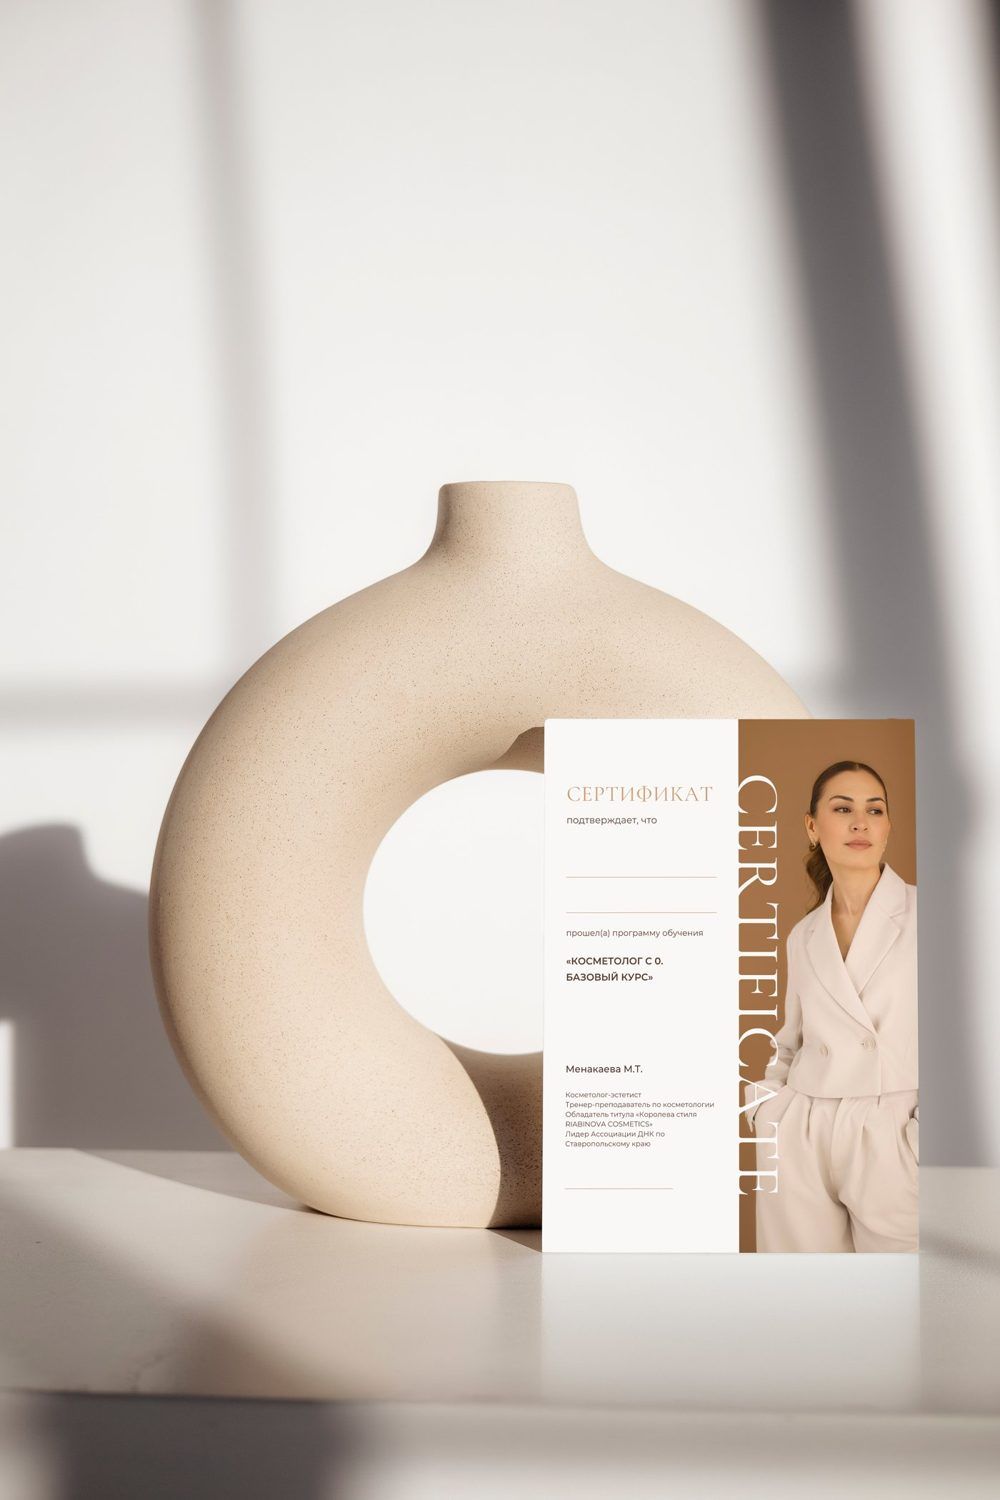 СЕРТИФИКАТ
подтверждает, что
прошел(а) программу обучения
«КОСМЕТОЛОГ С 0.
БАЗОВЫЙ КУРС»
Менакаева М.Т.
Косметолог-эстетист
Тренер-преподаватель по косметологии
Обладатель титула «Королева стиля
RIABINOVA COSMETICS»
Лидер Ассоциации ДНК по
Ставропольскому краю
CERTIFICATE